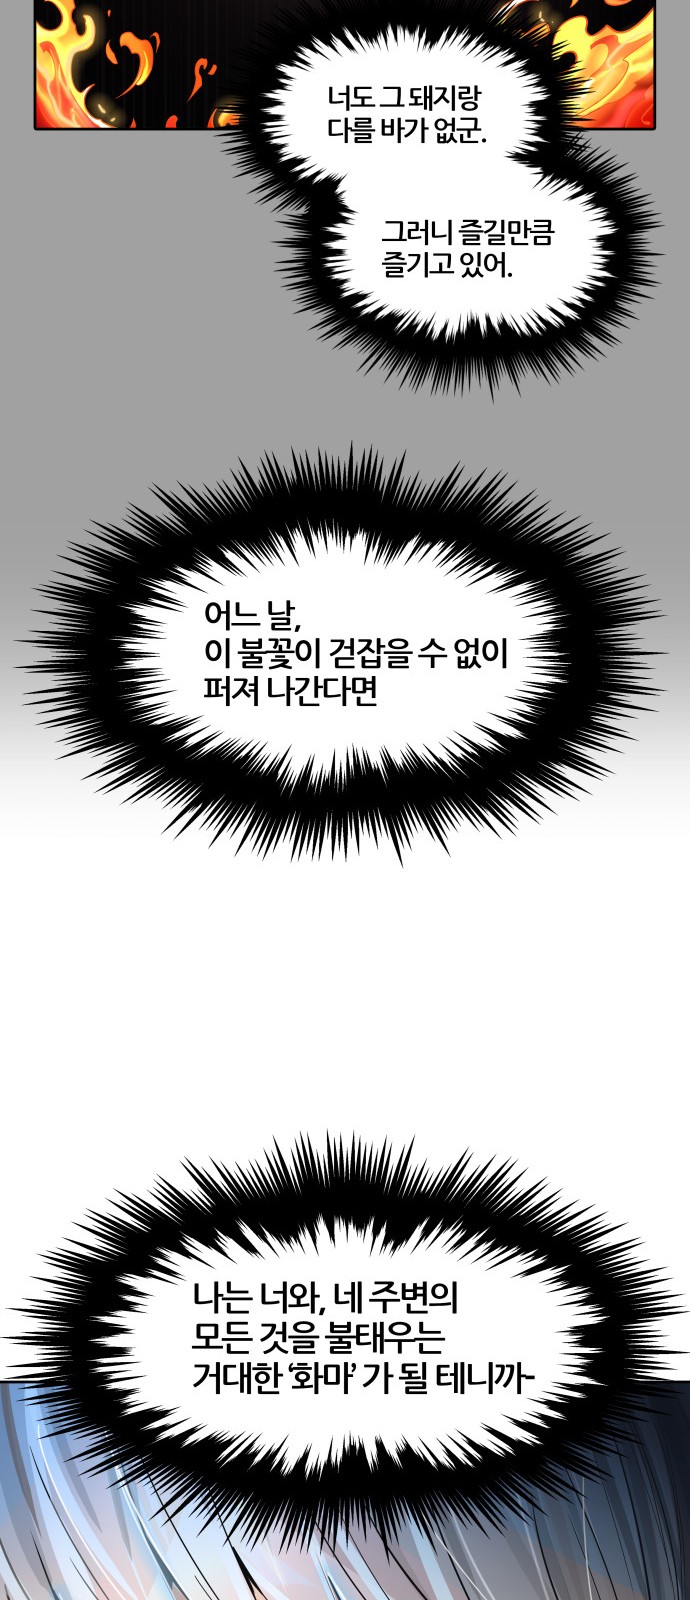 너도 그 돼지랑
다를 바가 없군.
그러니 즐길만큼
즐기고 있어.
어느 날,
이 불꽃이 걷잡을 수 없이
퍼져 나간다면
나는 너와, 네 주변의
모든 것을 불태우는
거대한 ‘화마’ 가 될 테니까-